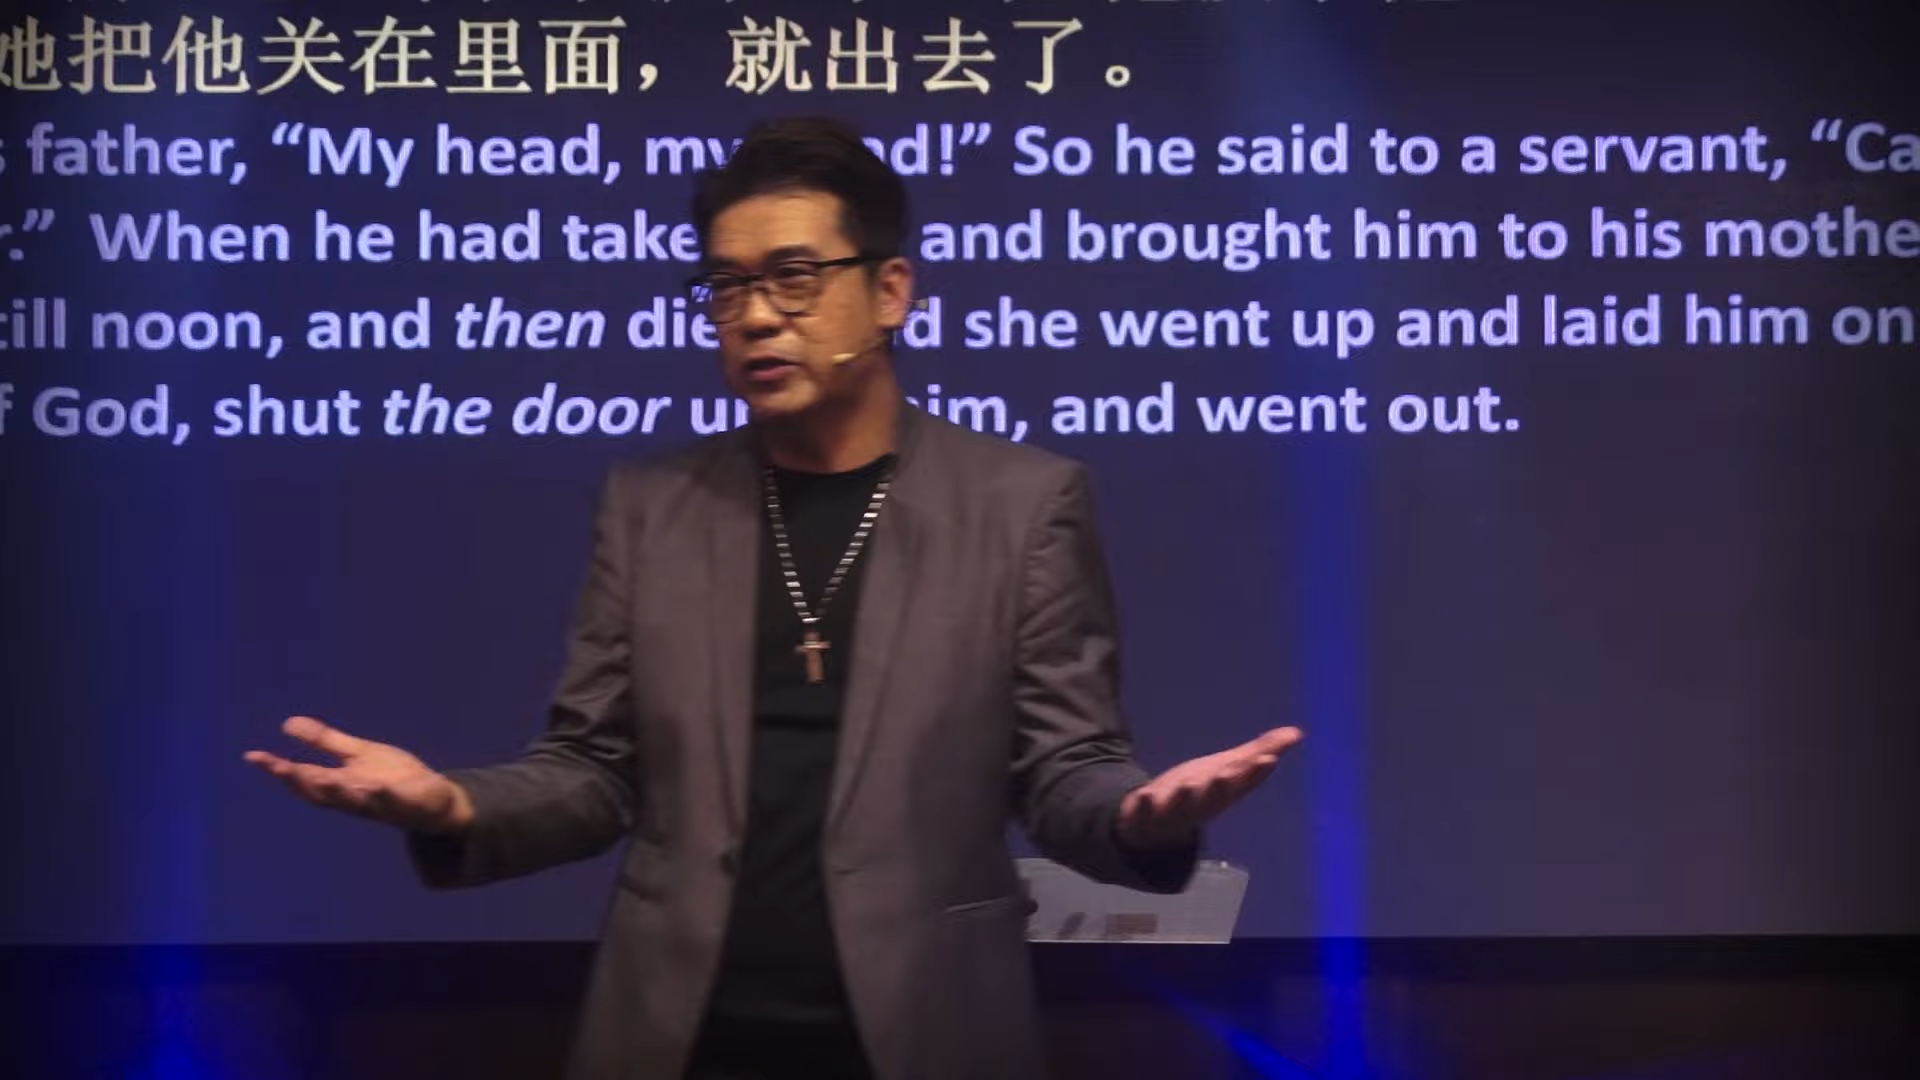 她把他关在里面，就出去了。
father, “My head, my ad!” So he said to a servant, “Ca
r.” When he had take and brought him to his mothe
till noon, and then die d she went up and laid him on
f God, shut the door u him, and went out.